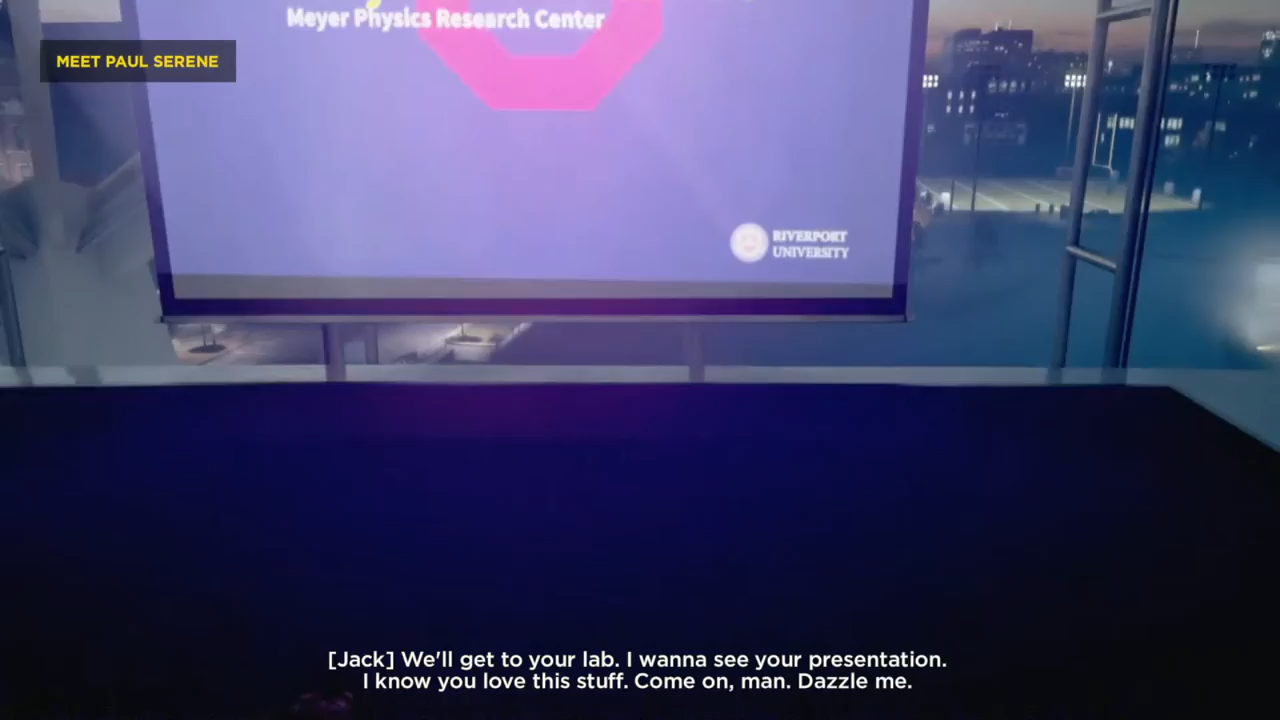 Meyer Physics Research Center
MEET PAUL SERENE
RIVERPORT
UNIVERSITY
[Jack] We'll get to your lab. I wanna see your presentation.
I know you love this stuff. Come on, man. Dazzle me.